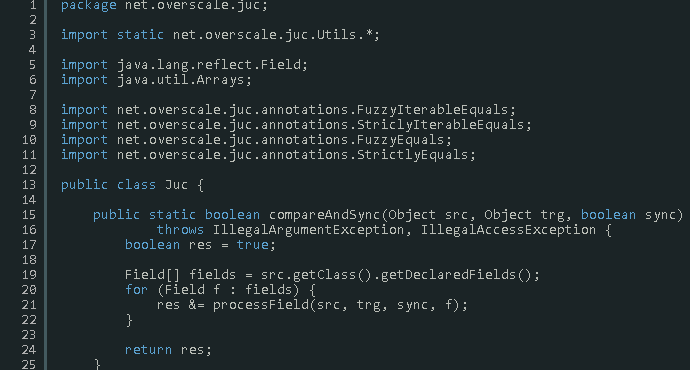 1 package net.overscale.juc;
2
3 import static net.overscale.juc.Utils.*;
4
5 import java.lang.reflect.Field;
6 import java.util.Arrays;
7
8 import net.overscale.juc.annotations.FuzzyIterableEquals;
9 import net.overscale.juc.annotations.StriclyIterableEquals;
10 import net.overscale.juc.annotations.FuzzyEquals;
11 import net.overscale.juc.annotations.StrictlyEquals;
12
13 public class Juc {
14
15     public static boolean compareAndSync(Object src, Object trg, boolean sync)
16             throws IllegalArgumentException, IllegalAccessException {
17         boolean res = true;
18
19         Field[] fields = src.getClass().getDeclaredFields();
20         for (Field f : fields) {
21             res &= processField(src, trg, sync, f);
22         }
23
24         return res;
25     }